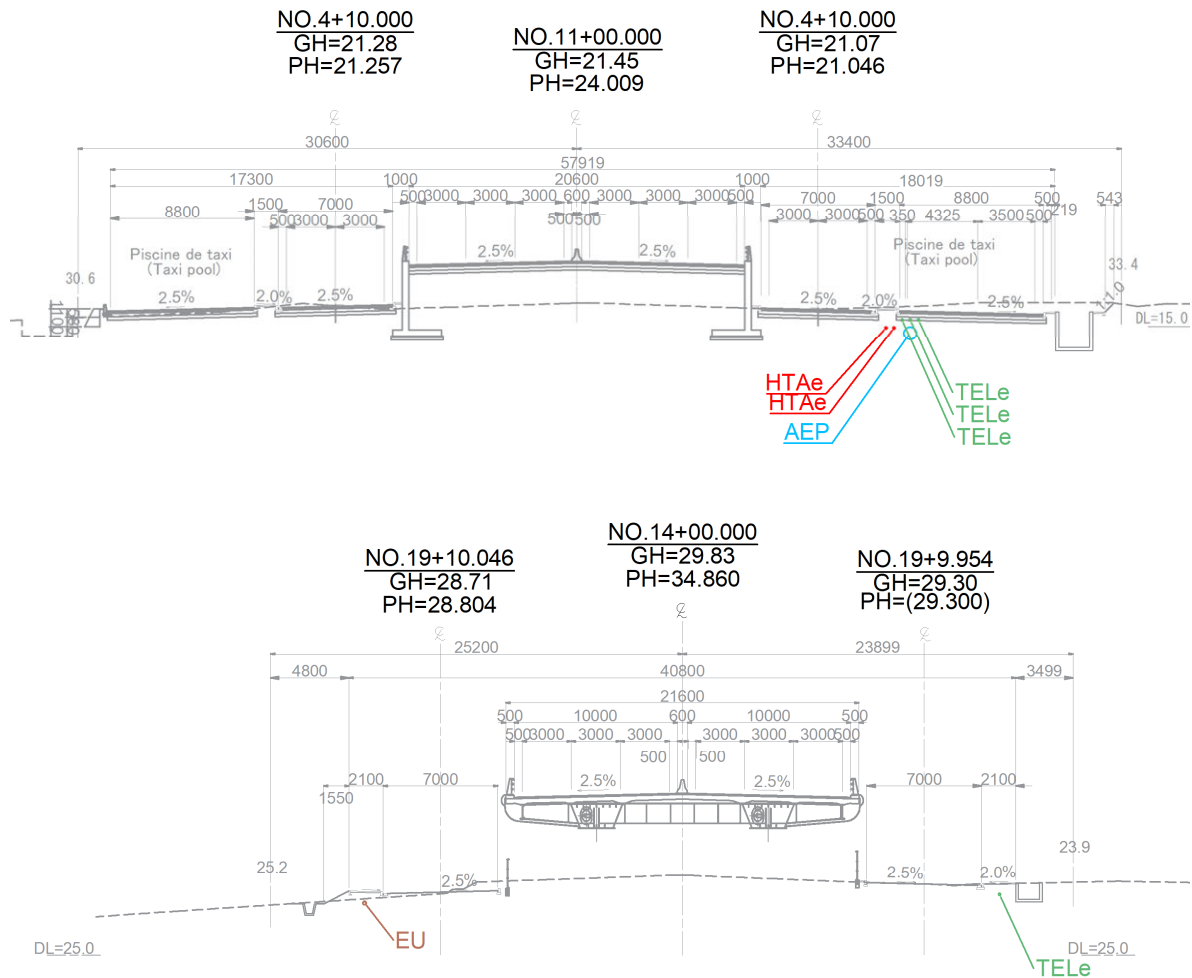 NO.4+10.000
GH=21.28
PH=21.257
NO.11+00.000
GH=21.45
PH=24.009
NO.4+10.000
GH=21.07
PH=21.046
30600
33400
57919
17300
1000
20600
1000
18019
500 3000 3000 3000 600 3000 3000 3000 500
1500 7000
7000 1500 8800 500 543
8800
219
500 3000 3000
500 500
3000 3000 500 350 4325 3500 500
Piscine de taxi
(Taxi pool)
2.5%
2.5%
Piscine de taxi
(Taxi pool)
30.6
33.4
2.5%
2.0%
2.5%
2.5%
2.0%
2.5%
1:1.0
DL=15.0
HTAe
HTAe
AEP
TELe
TELe
TELe
NO.19+10.046
GH=28.71
PH=28.804
NO.14+00.000
GH=29.83
PH=34.860
NO.19+9.954
GH=29.30
PH=(29.300)
25200
23899
4800
40800
3499
21600
500 10000 600 10000 500
500 3000 3000 3000 3000 3000 3000 500
500 500
2.5%
2.5%
2100 7000
7000 2100
1550
25.2
23.9
2.5%
2.5%
2.0%
EU
DL=25.0
DL=25.0
TELe